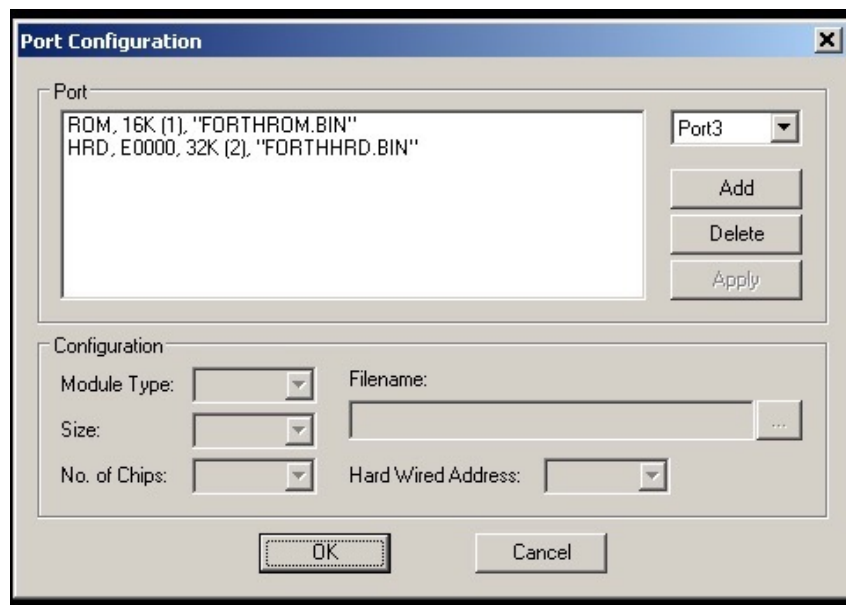 Port Configuration
Port
ROM, 16K (1), "FORTHROM.BIN"
HRD, E0000, 32K (2), "FORTHHRD.BIN"
Port3
Add
Delete
Apply
Configuration
Module Type:
Filename:
Size:
...
No. of Chips:
Hard Wired Address:
OK
Cancel